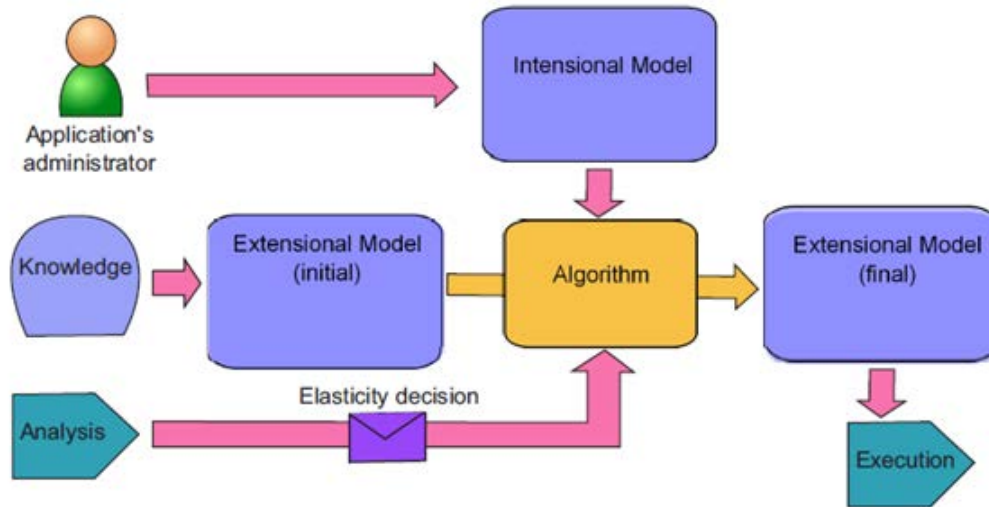 Intensional Model
Application's
administrator
Knowledge
Extensional Model
(initial)
Algorithm
Extensional Model
(final)
Elasticity decision
Analysis
Execution